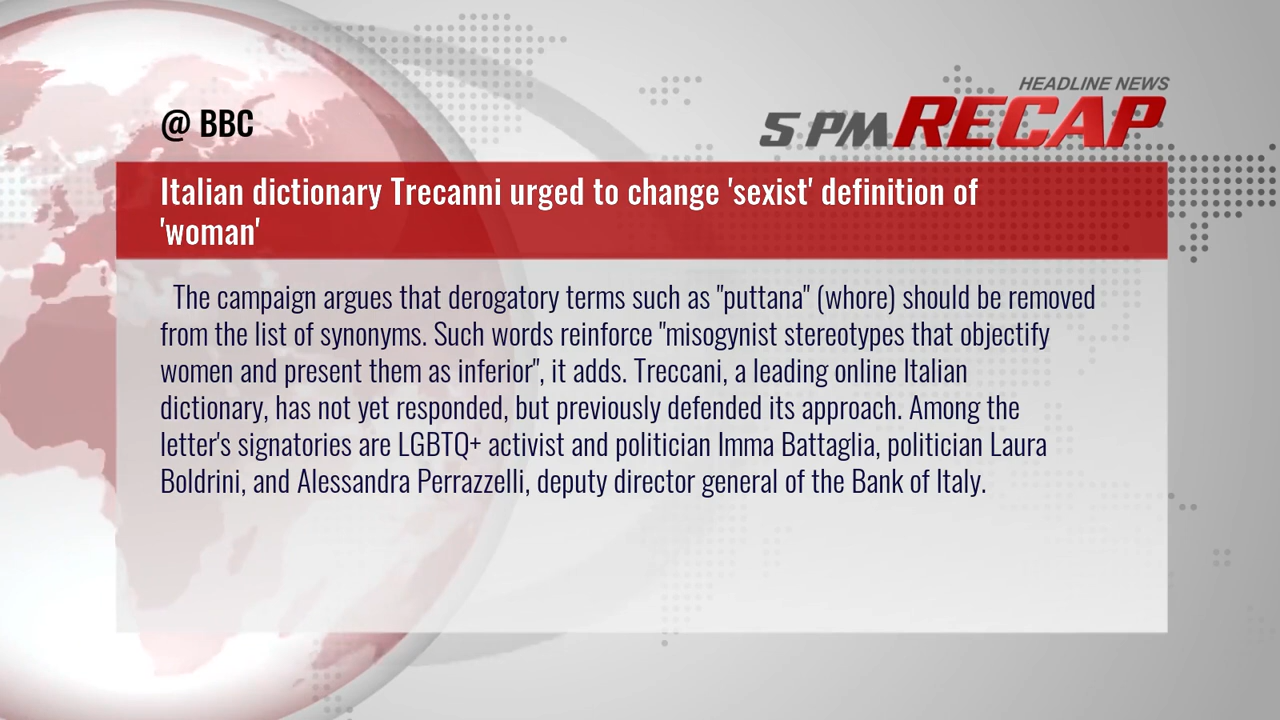 HEADLINE NEWS
@ BBC
5 PM RECAP
Italian dictionary Trecanni urged to change 'sexist' definition of
'woman'
The campaign argues that derogatory terms such as "puttana" (whore) should be removed
from the list of synonyms. Such words reinforce "misogynist stereotypes that objectify
women and present them as inferior", it adds. Treccani, a leading online Italian
dictionary, has not yet responded, but previously defended its approach. Among the
letter's signatories are LGBTQ+ activist and politician Imma Battaglia, politician Laura
Boldrini, and Alessandra Perrazzelli, deputy director general of the Bank of Italy.